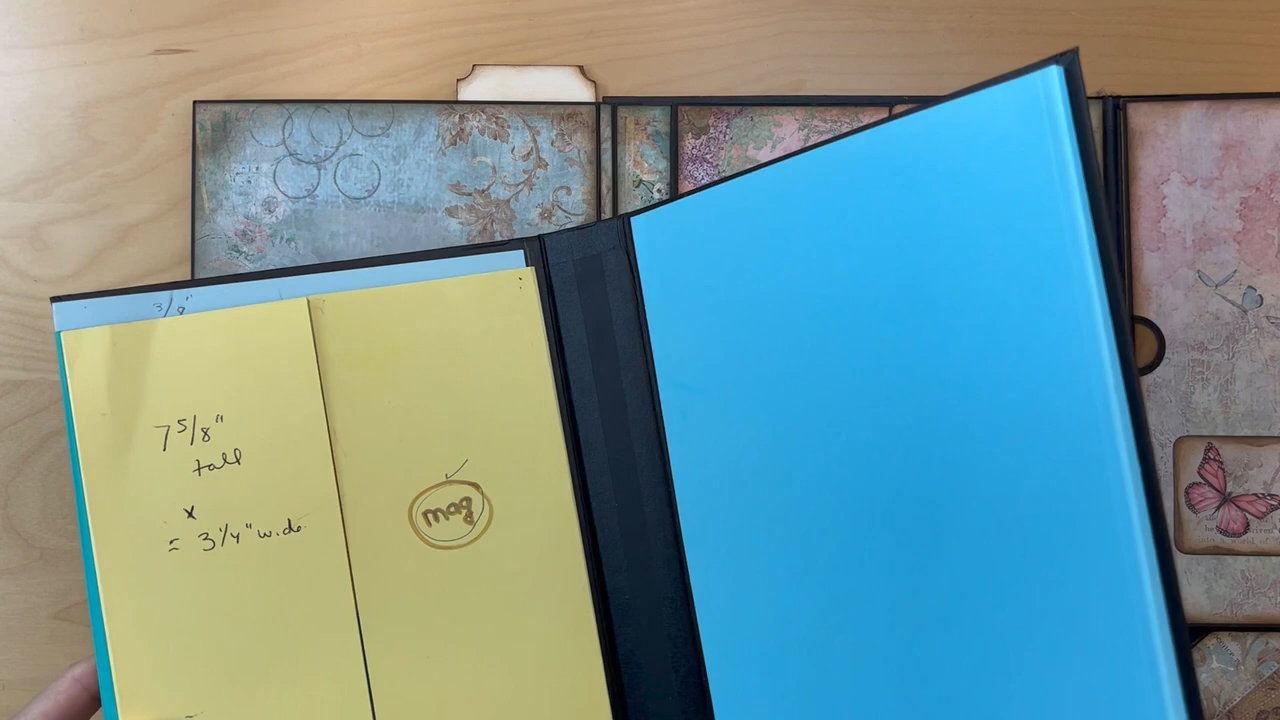 3/8"
7 5/8"
tall
x
= 3 1/4" wide
mag